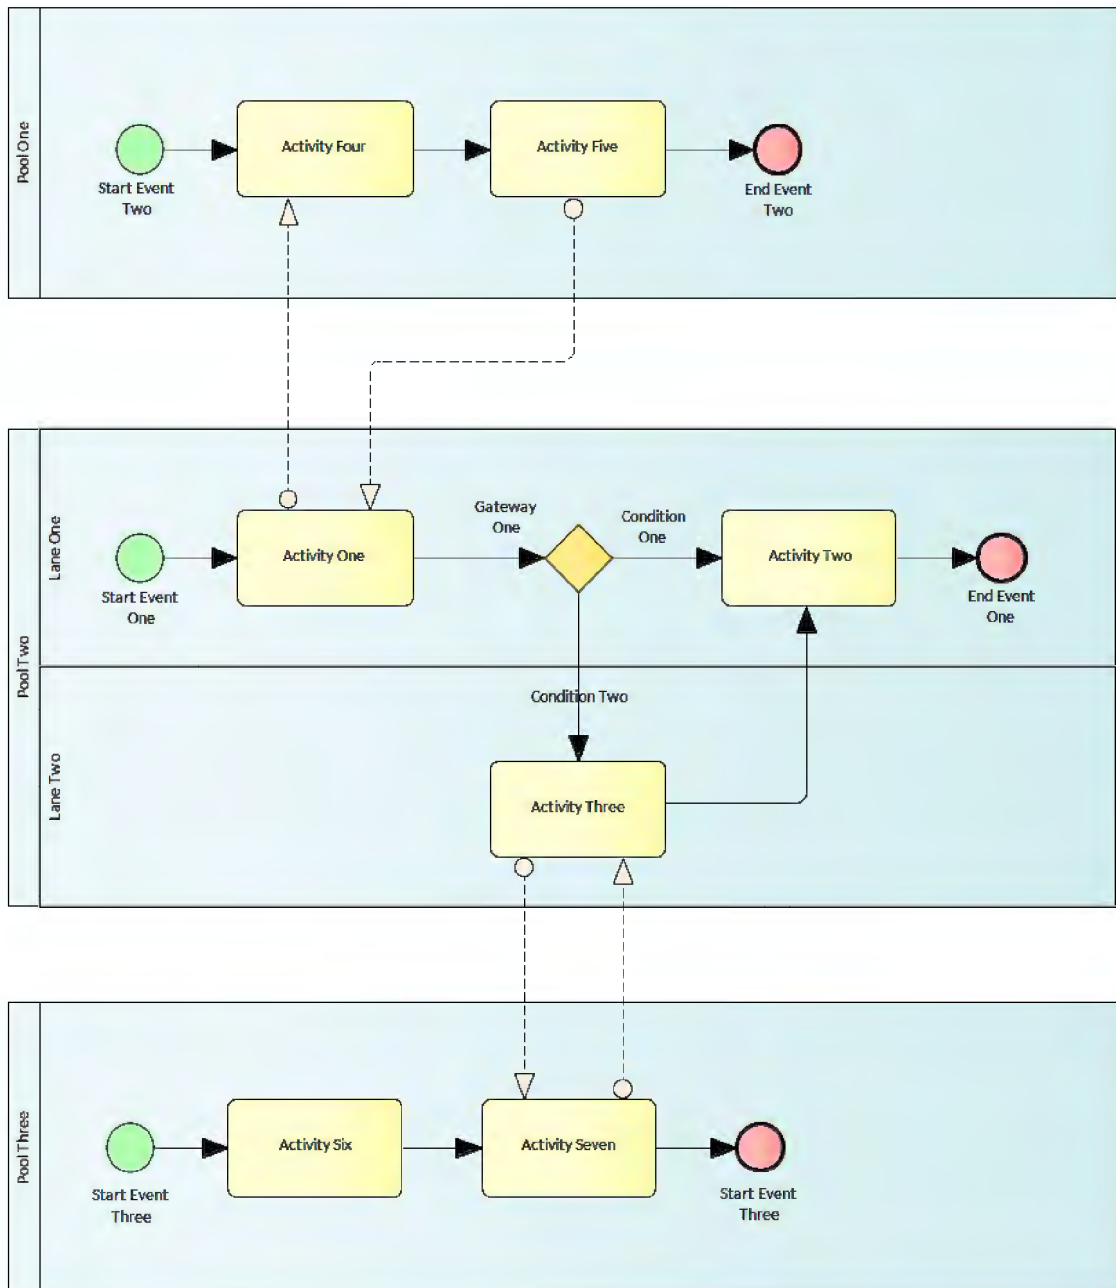 Pool One
Activity Four
Activity Five
Start Event
Two
End Event
Two
Pool Two
Lane One
Gateway
One
Condition
One
Activity One
Activity Two
Start Event
One
End Event
One
Lane Two
Condition Two
Activity Three
Pool Three
Activity Six
Activity Seven
Start Event
Three
Start Event
Three